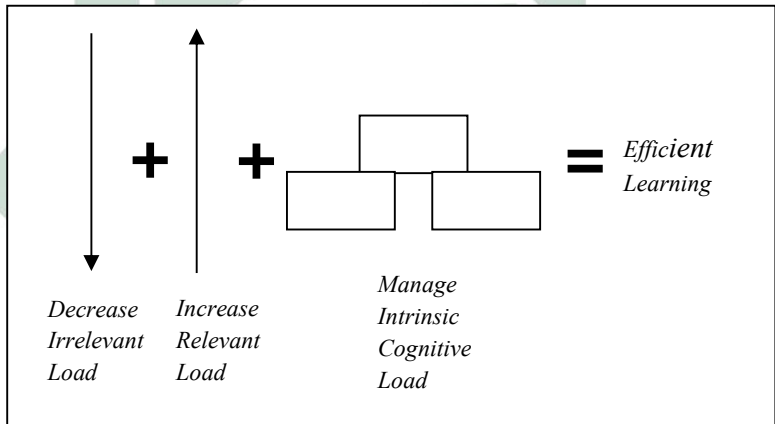 + + = Efficient
Learning
Decrease
Irrelevant
Load
Increase
Relevant
Load
Manage
Intrinsic
Cognitive
Load